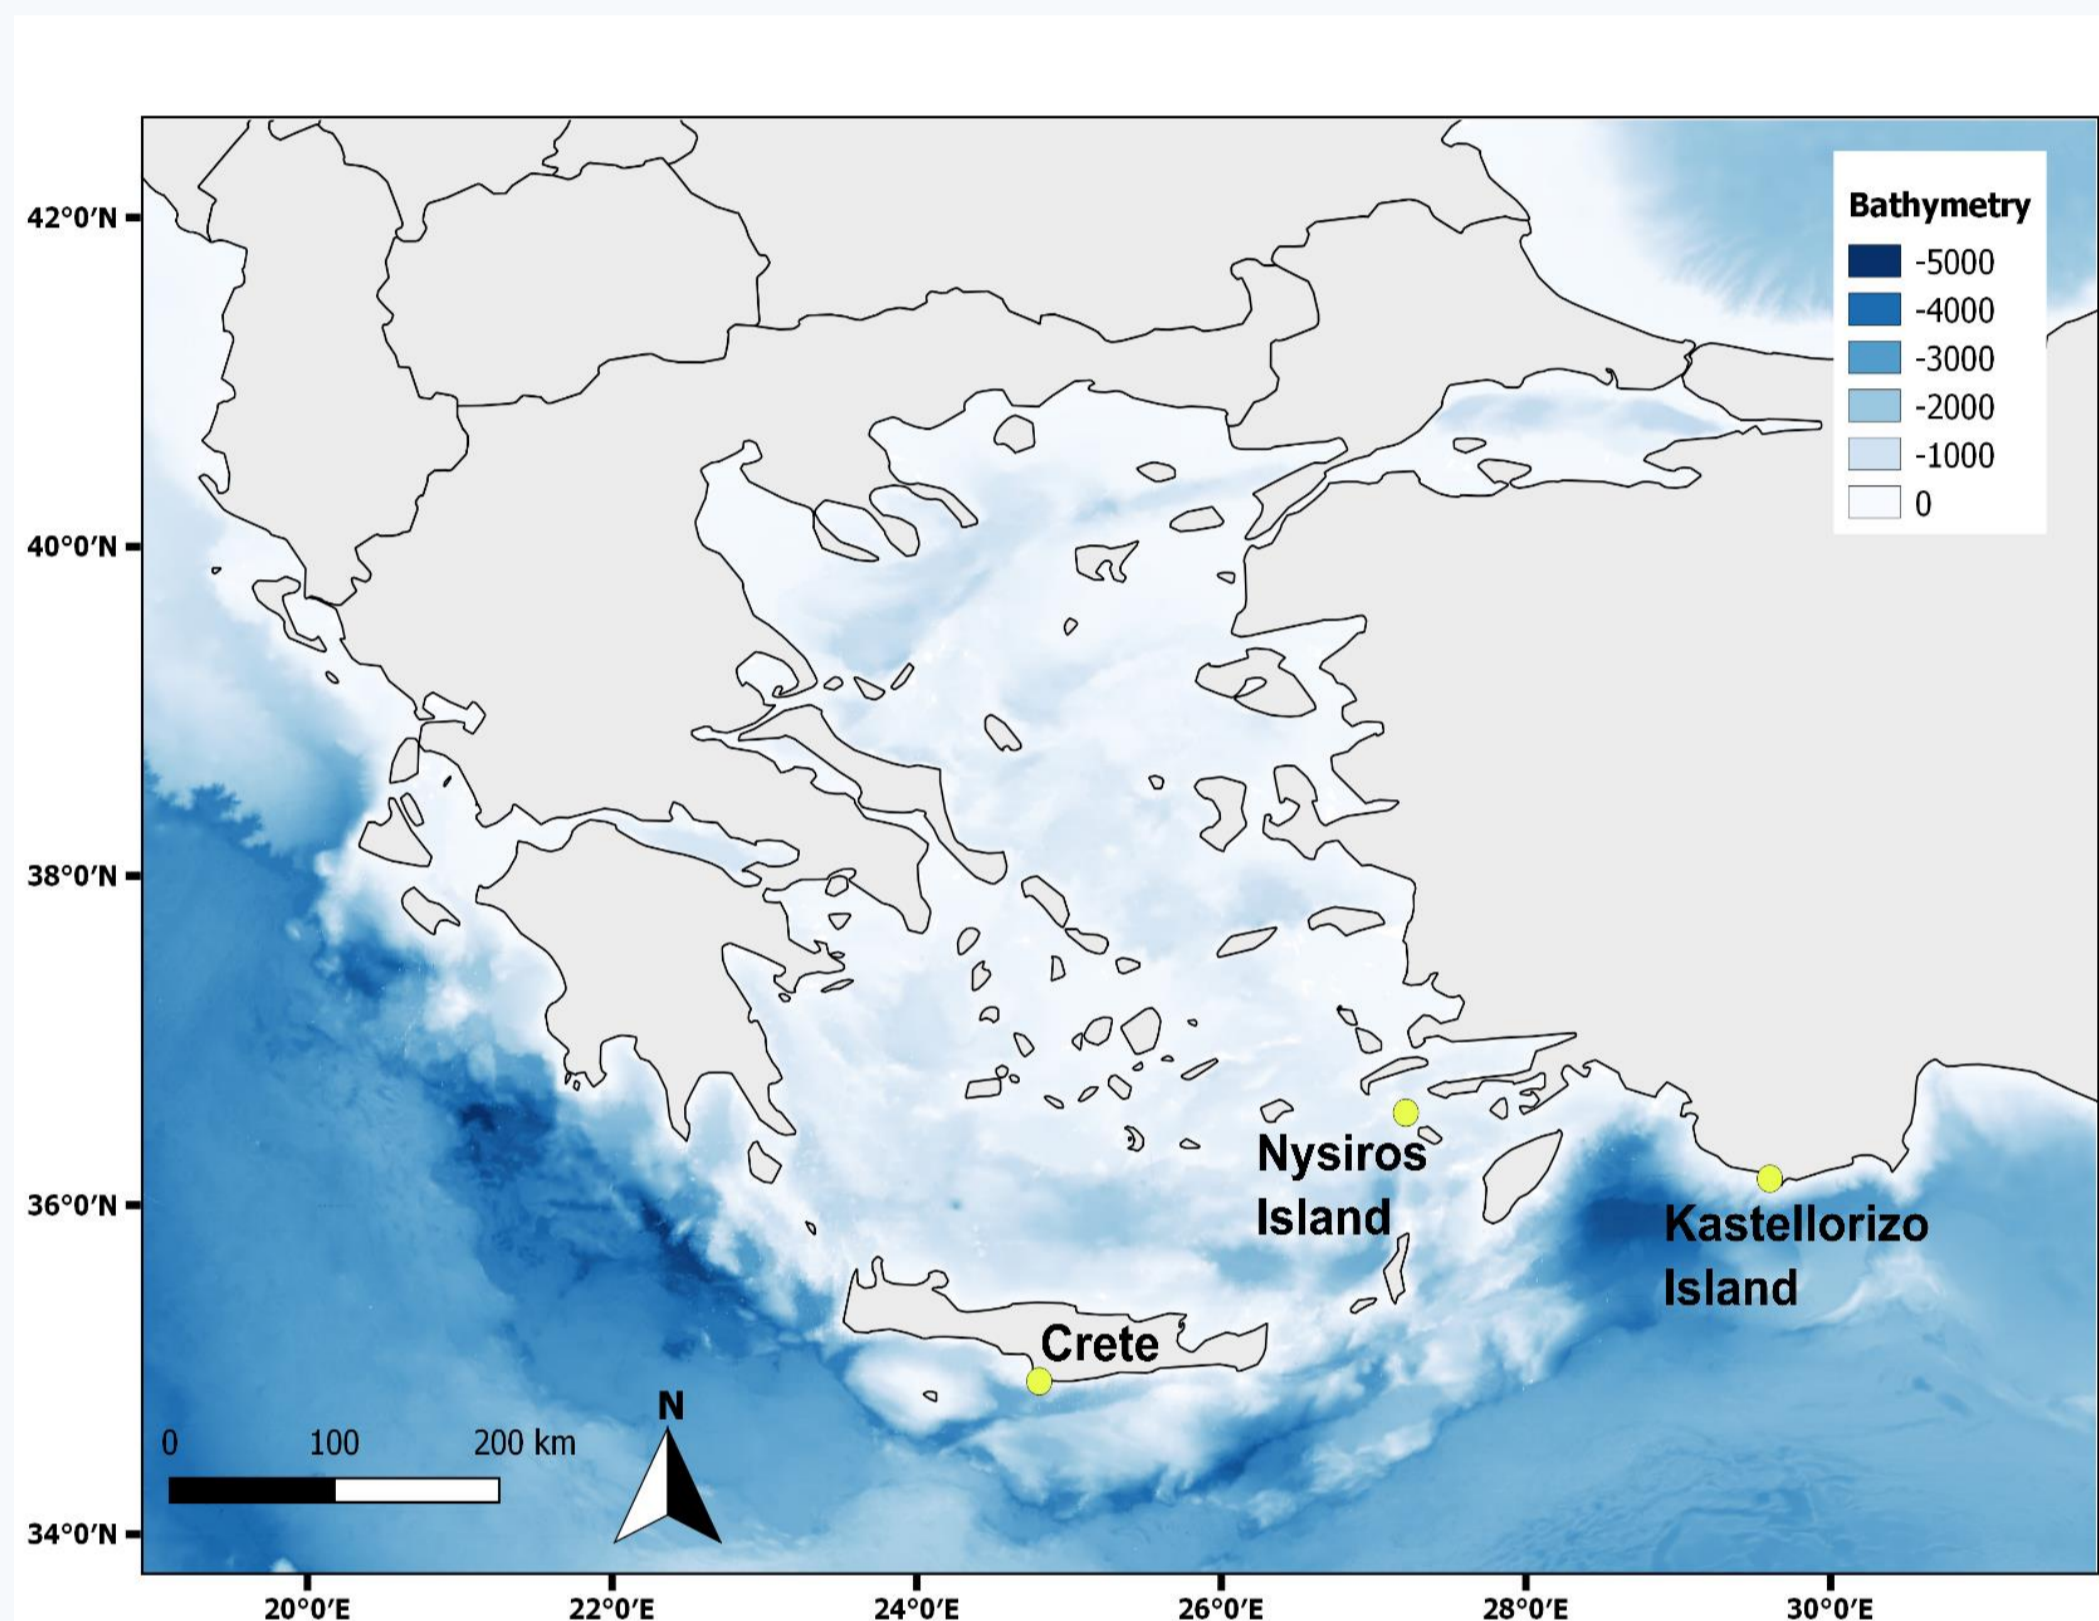 Bathymetry
-5000
-4000
-3000
-2000
-1000
0
42°0′N
40°0′N
38°0′N
36°0′N
34°0′N
Nysiros
Island
Kastellorizo
Island
Crete
N
0 100 200 km
20°0′E 22°0′E 24°0′E 26°0′E 28°0′E 30°0′E